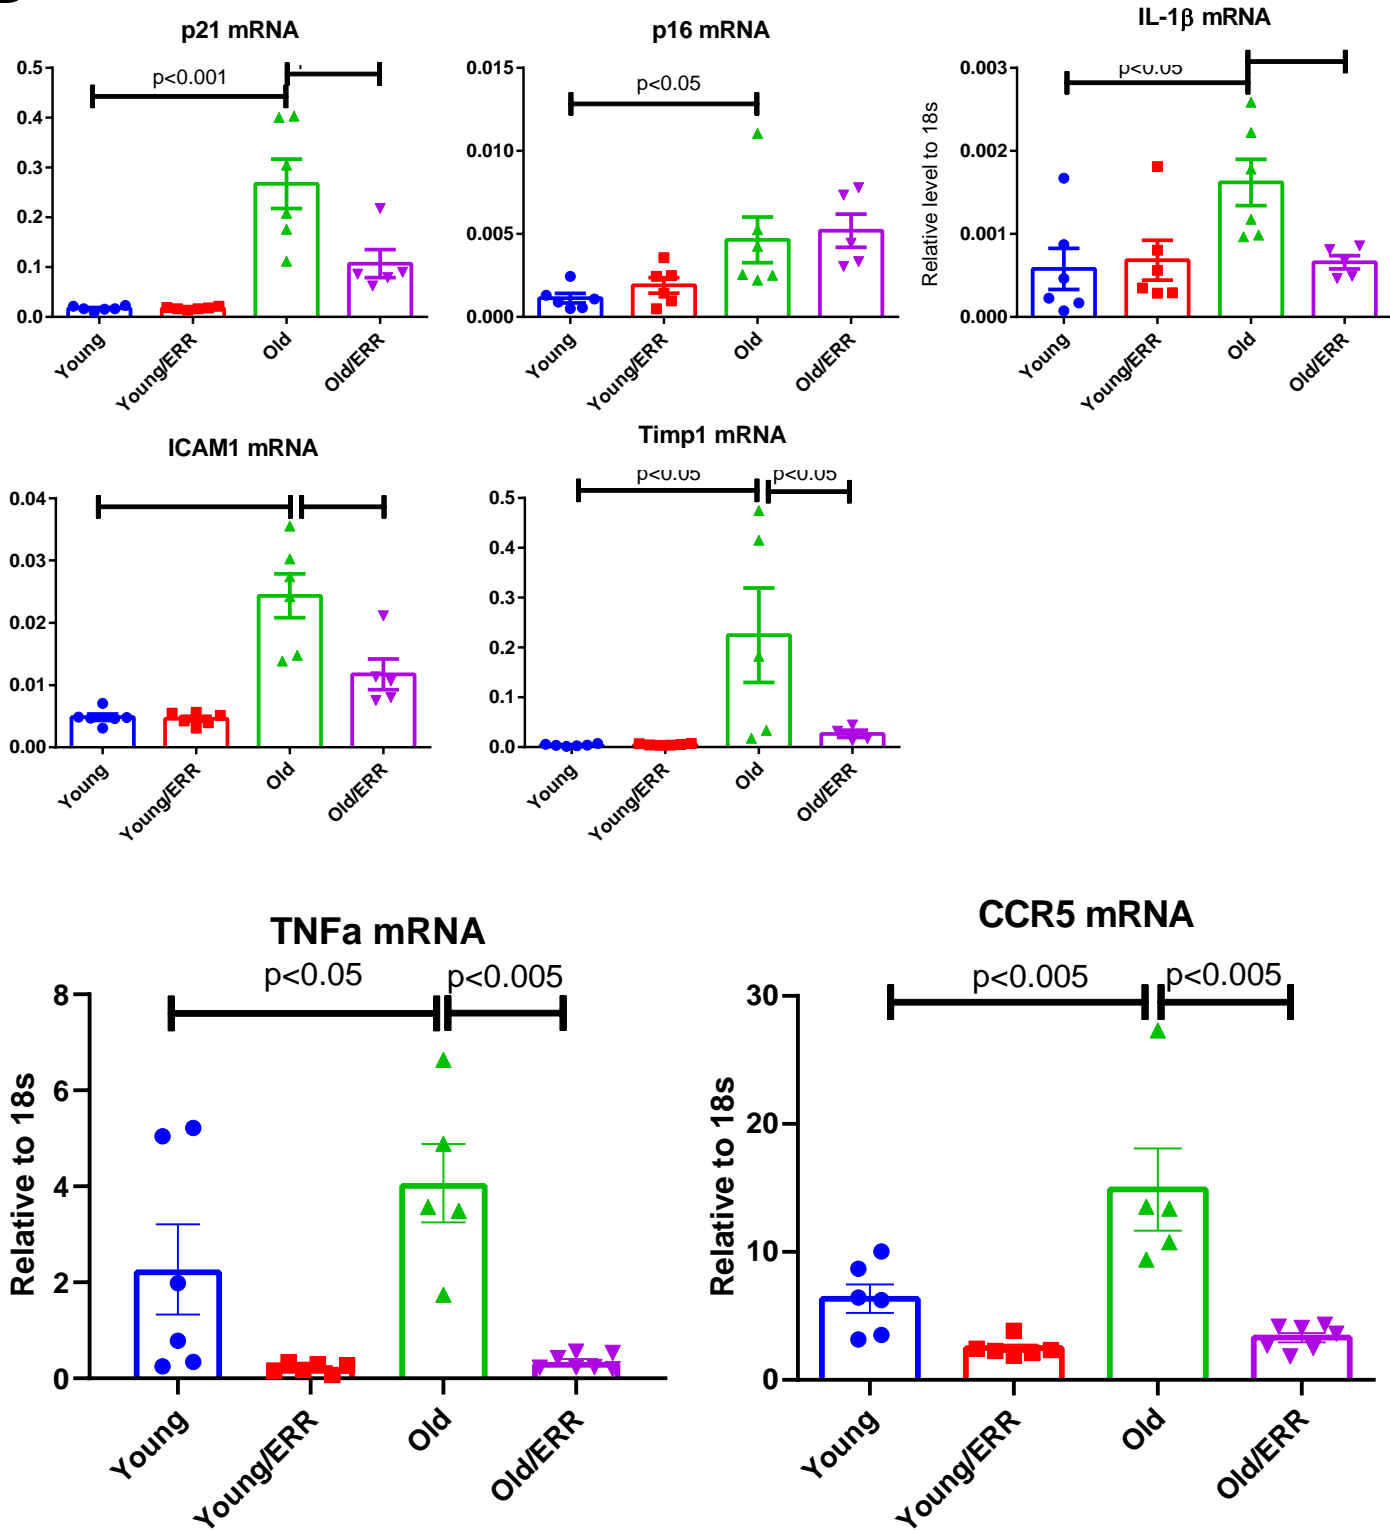 p21 mRNA
p<0.001
0.5
0.4
0.3
0.2
0.1
0.0
Young
Young/ERR
Old
Old/ERR
p16 mRNA
p<0.05
0.015
0.010
0.005
0.000
Young
Young/ERR
Old
Old/ERR
IL-1β mRNA
p<0.05
Relative level to 18s
0.003
0.002
0.001
0.000
Young
Young/ERR
Old
Old/ERR
ICAM1 mRNA
0.04
0.03
0.02
0.01
0.00
Young
Young/ERR
Old
Old/ERR
Timp1 mRNA
p<0.05
p<0.05
0.5
0.4
0.3
0.2
0.1
0.0
Young
Young/ERR
Old
Old/ERR
TNFa mRNA
p<0.05
p<0.005
Relative to 18s
8
6
4
2
0
Young
Young/ERR
Old
Old/ERR
CCR5 mRNA
p<0.005
p<0.005
Relative to 18s
30
20
10
0
Young
Young/ERR
Old
Old/ERR